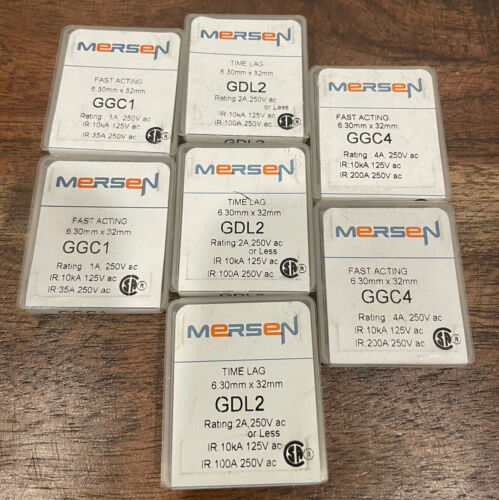 MERSEN
FAST ACTING
6.30mm x 32mm
GGC1
Rating : 1A, 250V ac
IR:10kA 125V ac
IR:35A 250V ac
MERSEN
TIME LAG
6.30mm x 32mm
GDL2
Rating 2A,250V ac
or Less
IR:10kA 125V ac
IR:100A 250V ac
GDL2
MERSEN
FAST ACTING
6.30mm x 32mm
GGC4
Rating : 4A, 250V ac
IR:10kA 125V ac
IR:200A 250V ac
MERSEN
FAST ACTING
6.30mm x 32mm
GGC1
Rating : 1A, 250V ac
IR:10kA 125V ac
IR:35A 250V ac
MERSEN
TIME LAG
6.30mm x 32mm
GDL2
Rating 2A,250V ac
or Less
IR:10kA 125V ac
IR:100A 250V ac
GDL2
MERSEN
FAST ACTING
6.30mm x 32mm
GGC4
Rating : 4A, 250V ac
IR:10kA 125V ac
IR:200A 250V ac
MERSEN
TIME LAG
6.30mm x 32mm
GDL2
Rating 2A,250V ac
or Less
IR:10kA 125V ac
IR:100A 250V ac